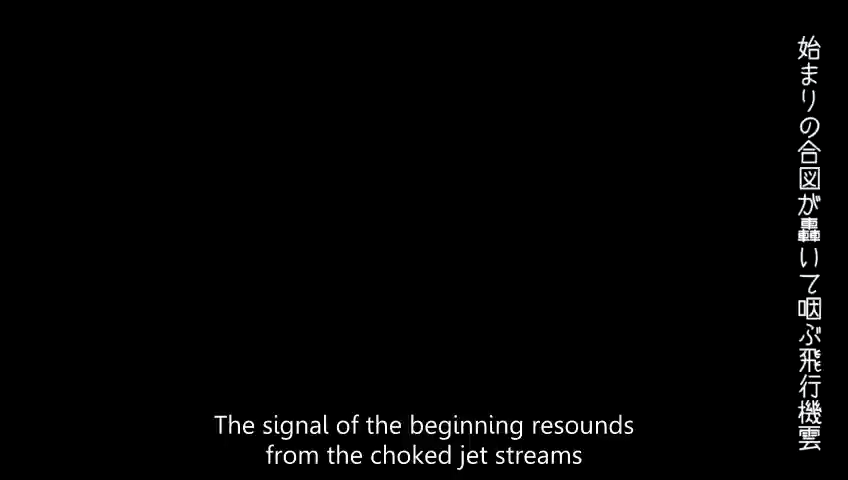 始まりの合図が轟いて咽ぶ飛行機雲
The signal of the beginning resounds
from the choked jet streams